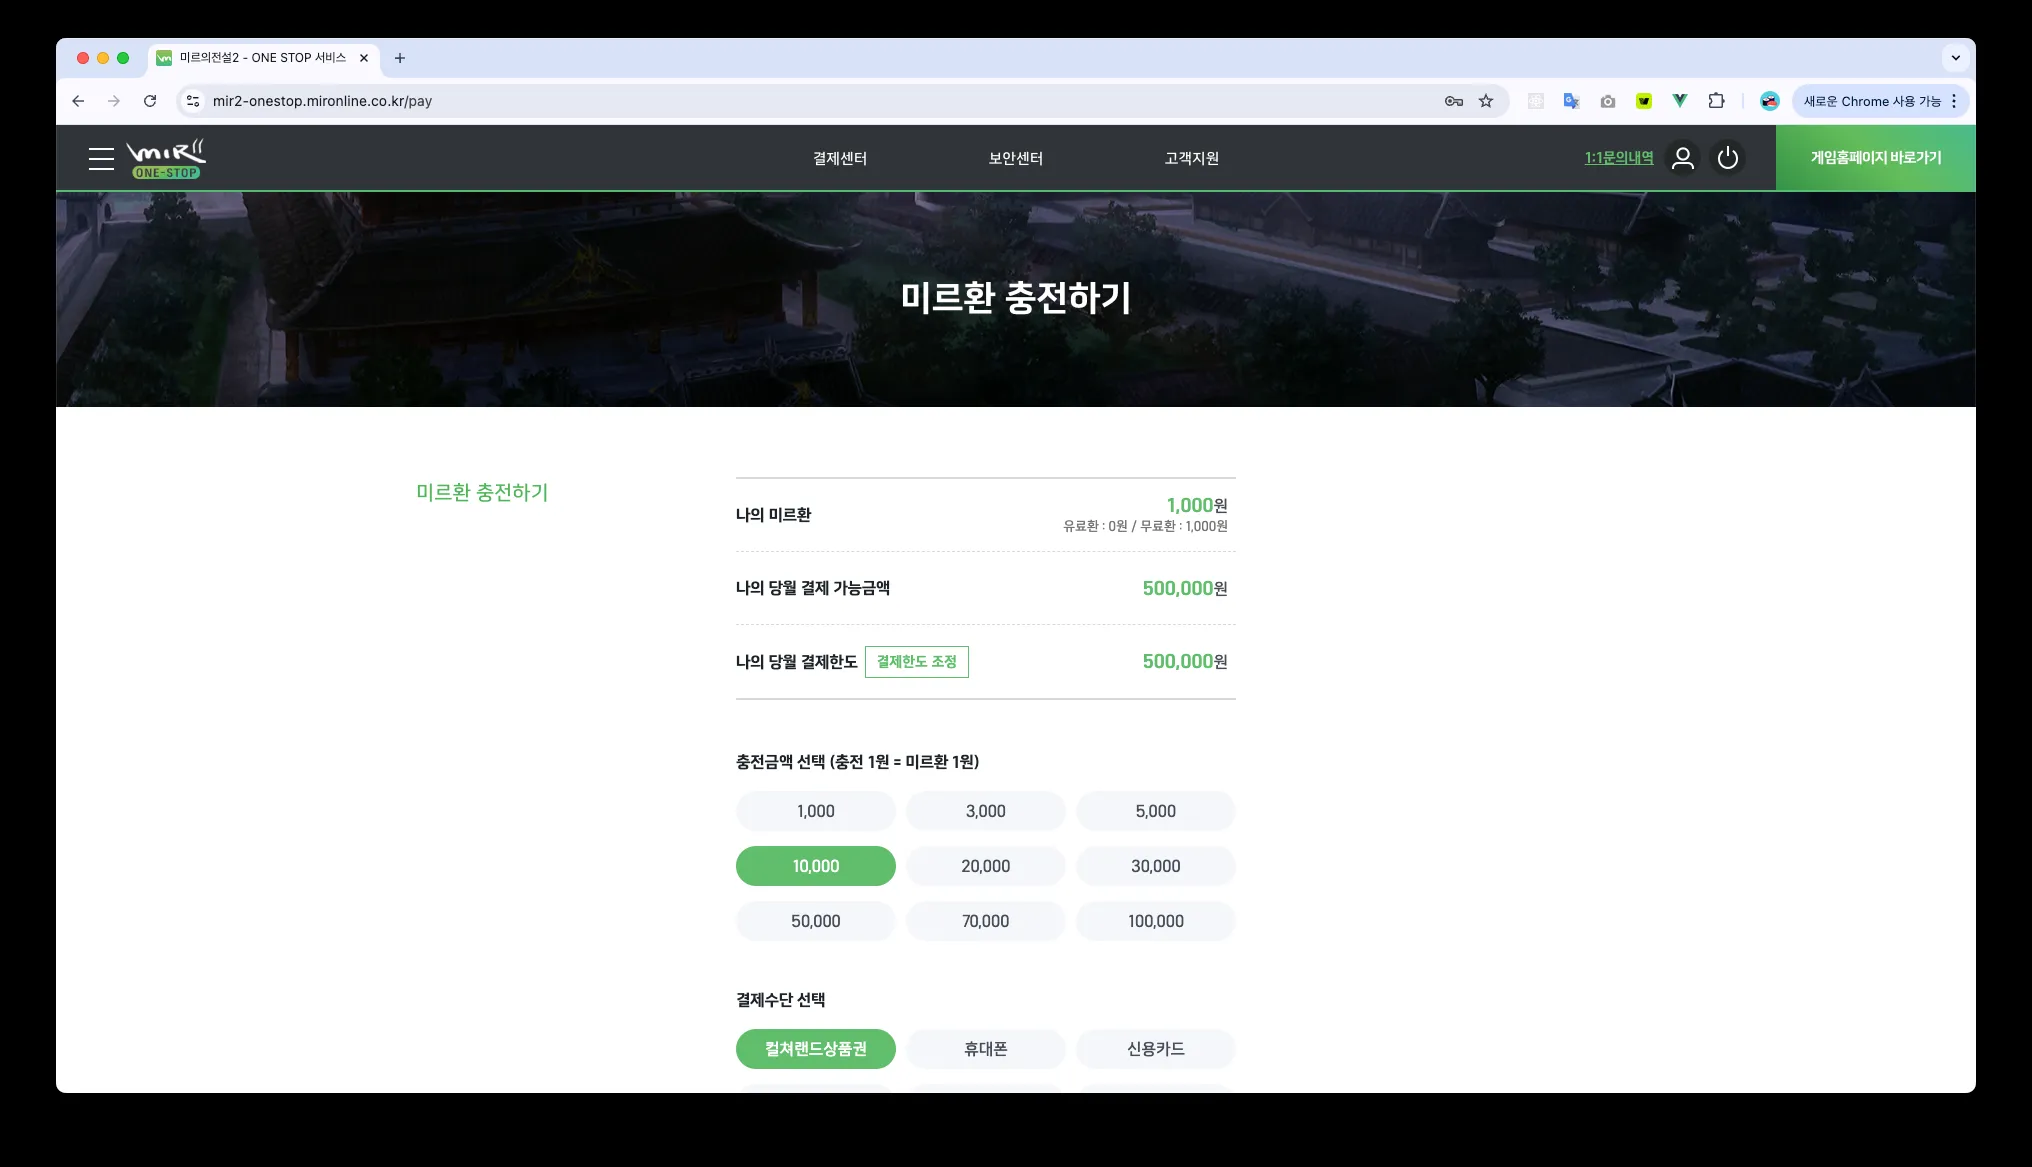 미르의전설2 - ONE STOP 서비스
mir2-onestop.mironline.co.kr/pay
새로운 Chrome 사용 가능
MIR
ONE-STOP
결제센터
보안센터
고객지원
1:1문의내역
게임홈페이지 바로가기
미르환 충전하기
미르환 충전하기
나의 미르환
1,000원
유료환 : 0원 / 무료환 : 1,000원
나의 당월 결제 가능금액
500,000원
나의 당월 결제한도
결제한도 조정
500,000원
충전금액 선택 (충전 1원 = 미르환 1원)
1,000
3,000
5,000
10,000
20,000
30,000
50,000
70,000
100,000
결제수단 선택
컬쳐랜드상품권
휴대폰
신용카드